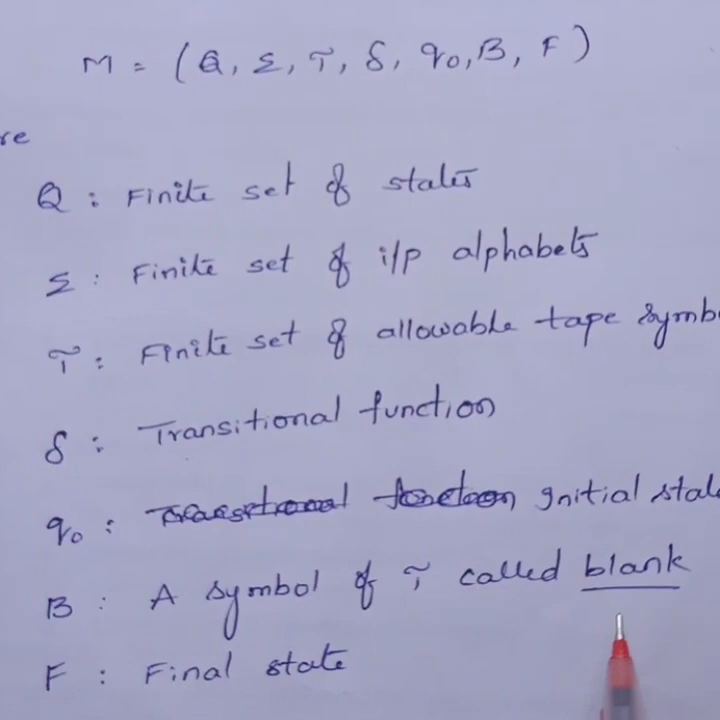 M = (Q, Σ, T, δ, q0, B, F)
re
Q : Finite set of states
Σ : Finite set of i/p alphabets
T : Finite set of allowable tape symb
δ : Transitional function
q0 : Transitional function Initial state
B : A symbol of T called blank
F : Final state